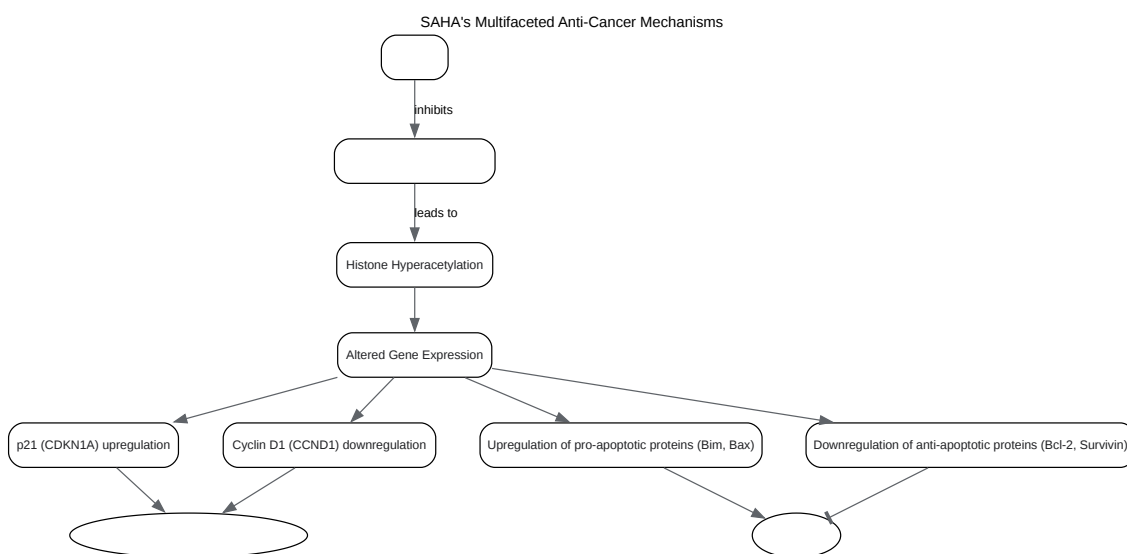 SAHA's Multifaceted Anti-Cancer Mechanisms
inhibits
leads to
Histone Hyperacetylation
Altered Gene Expression
p21 (CDKN1A) upregulation
Cyclin D1 (CCND1) downregulation
Upregulation of pro-apoptotic proteins (Bim, Bax)
Downregulation of anti-apoptotic proteins (Bcl-2, Survivin)